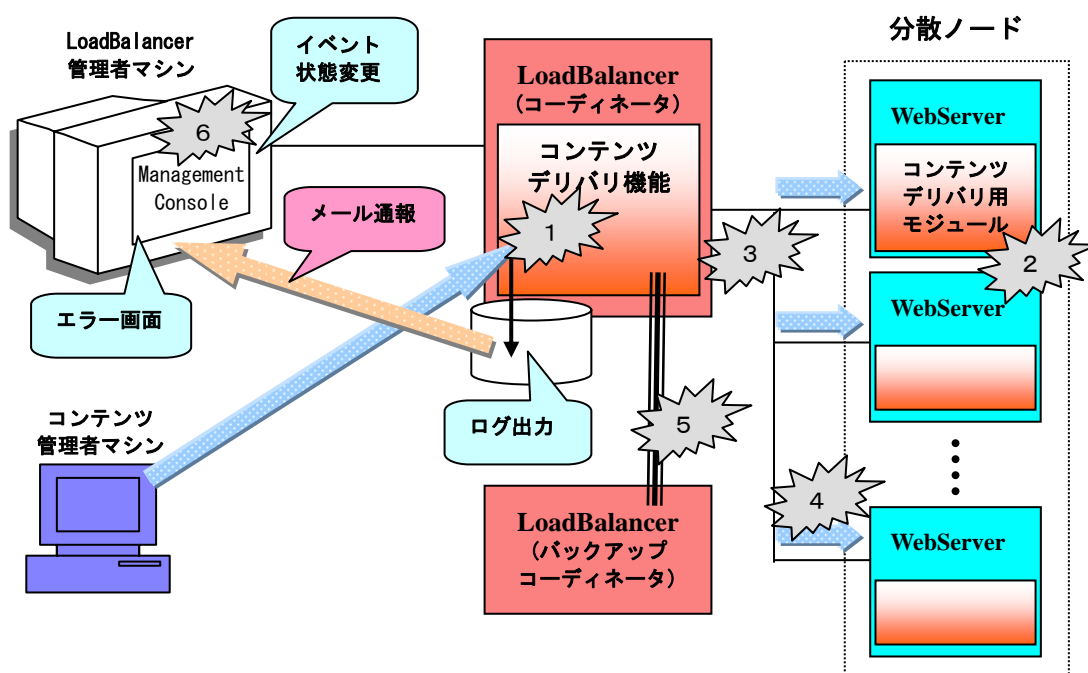 分散ノード
LoadBalancer
管理者マシン
イベント
状態変更
6
Management
Console
エラー画面
メール通報
LoadBalancer
(コーディネータ)
コンテンツ
デリバリ機能
1
ログ出力
3
5
LoadBalancer
(バックアップ
コーディネータ)
コンテンツ
管理者マシン
WebServer
コンテンツ
デリバリ用
モジュール
2
WebServer
4
WebServer